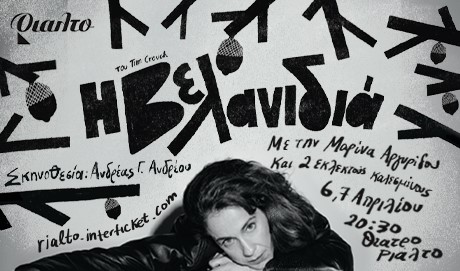 Θιαλτο
του Tim Crouch
Η Βελανιδιά
Σκηνοθεσία: Ανδρέας Γ. Ανδρέου
Με την Μαρίνα Αργυρίδου
και 2 εκλεκτούς καλεσμένους
6,7 Απριλίου
20:30
Θέατρο
Ριάλτο
rialto.interticket.com